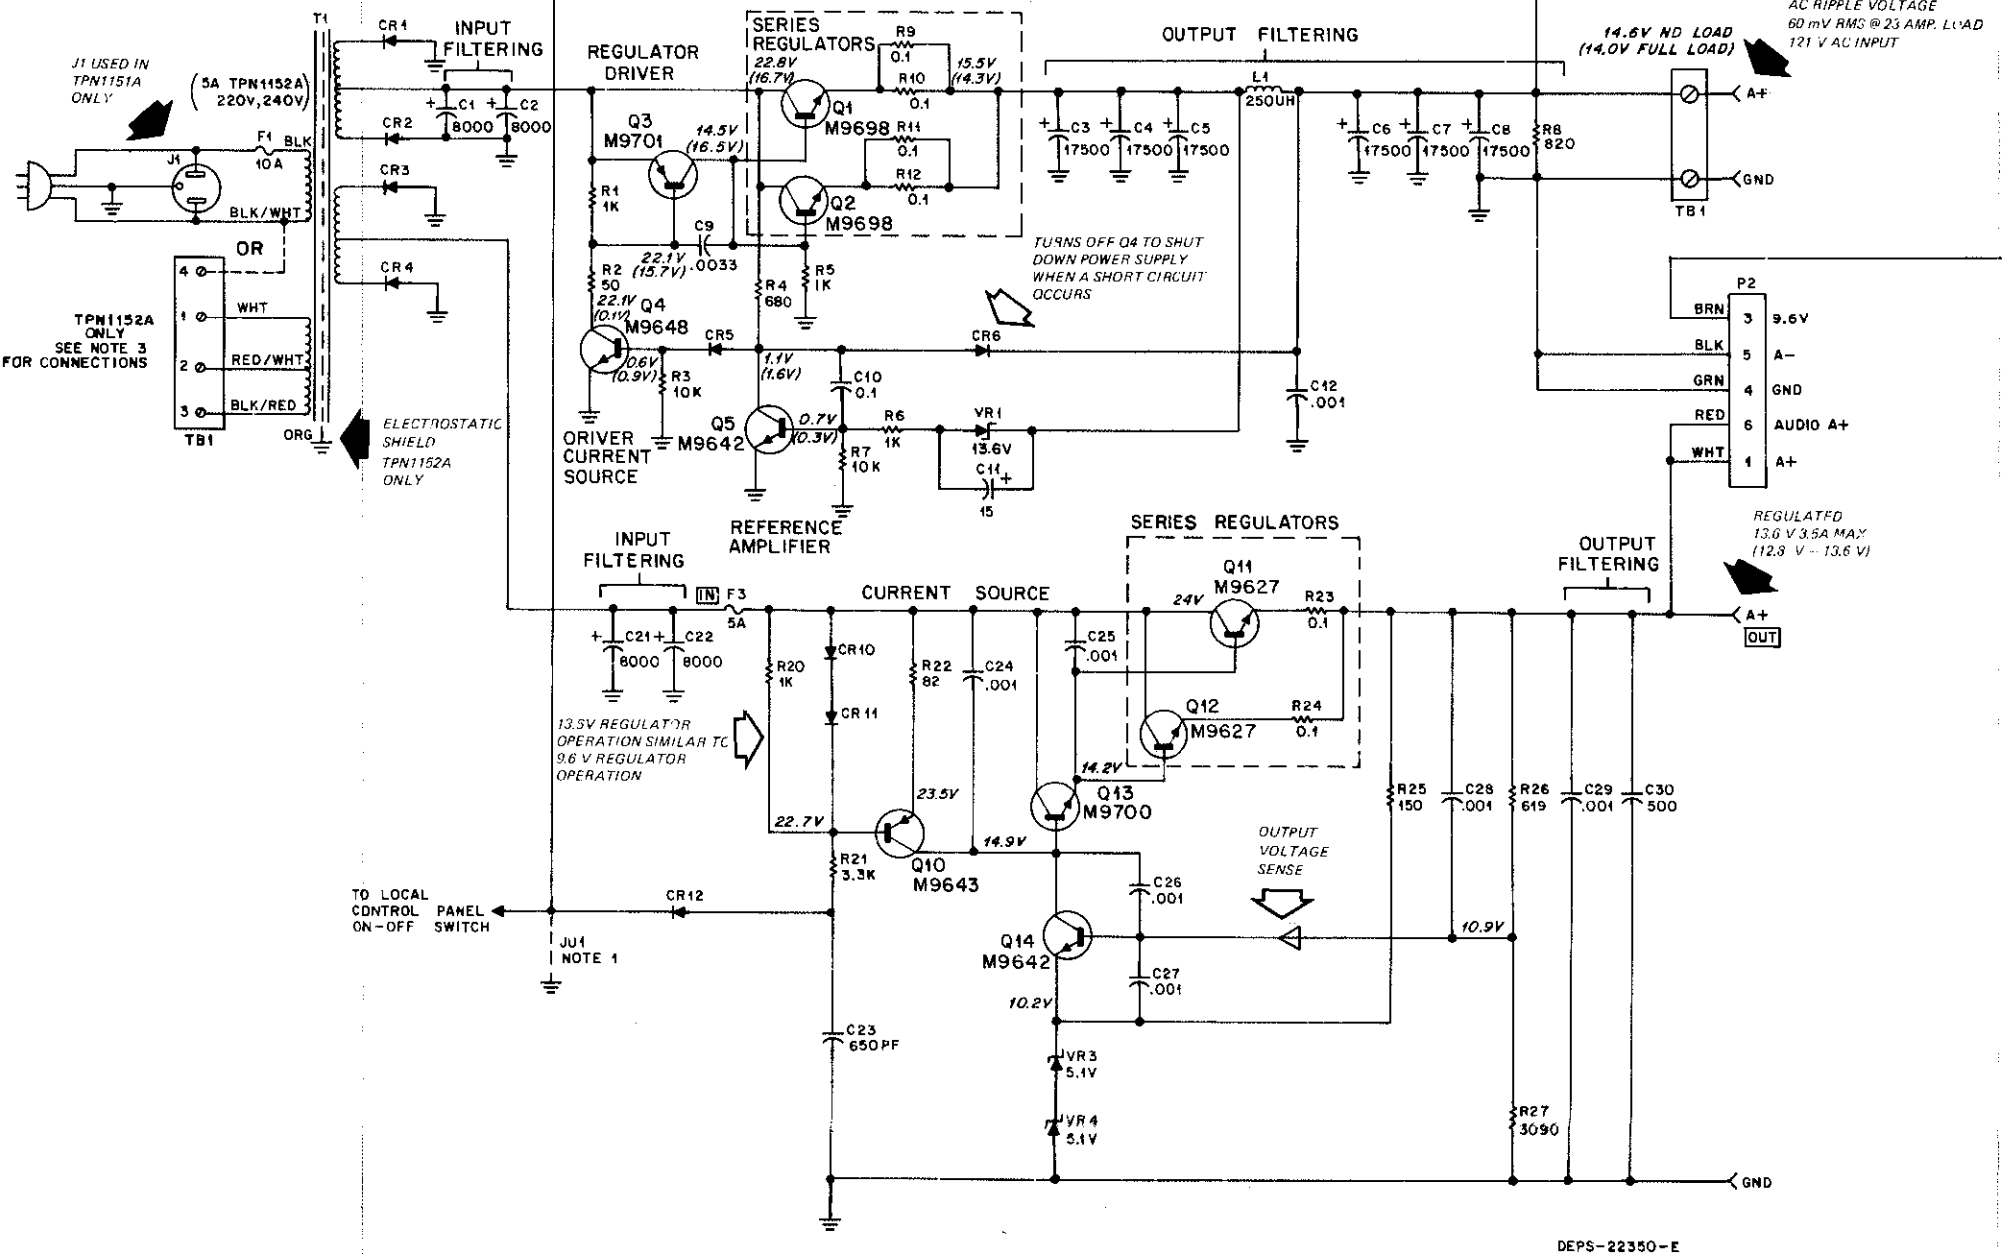 AC RIPPLE VOLTAGE
60 mV RMS @ 23 AMP. LOAD
121 V AC INPUT
14.6V NO LOAD
(14.0V FULL LOAD)
T1
CR1
INPUT
FILTERING
J1 USED IN
TPN1151A
ONLY
(5A TPN1152A)
220V,240V
F1
10A
BLK
J1
BLK/WHT
OR
4
1
2
3
TB1
WHT
RED/WHT
BLK/RED
ORG
TPN1152A
ONLY
SEE NOTE 3
FOR CONNECTIONS
ELECTROSTATIC
SHIELD
TPN1152A
ONLY
CR2
CR3
CR4
+
C1
8000
+
C2
8000
REGULATOR
DRIVER
Q3
M9701
14.5V
(16.5V)
R1
1K
R2
50
22.1V
(15.7V)
C9
.0033
22.1V
(0.1V)
Q4
M9648
0.6V
(0.9V)
DRIVER
CURRENT
SOURCE
R3
10K
CR5
SERIES
REGULATORS
22.8V
(16.7V)
Q1
M9698
Q2
M9698
R9
0.1
R10
0.1
R11
0.1
R12
0.1
15.5V
(14.3V)
R4
680
R5
1K
1.1V
(1.6V)
Q5
M9642
0.7V
(0.3V)
REFERENCE
AMPLIFIER
C10
0.1
R7
10K
R6
1K
VR1
13.6V
C11
+
15
CR6
TURNS OFF Q4 TO SHUT
DOWN POWER SUPPLY
WHEN A SHORT CIRCUIT
OCCURS
OUTPUT FILTERING
+
C3
17500
+
C4
17500
+
C5
17500
L1
250UH
C12
.001
+
C6
17500
+
C7
17500
+
C8
17500
R8
820
A+
GND
TB1
P2
BRN
3
9.6V
BLK
5
A-
GRN
4
GND
RED
6
AUDIO A+
WHT
1
A+
REGULATED
13.6 V 3.5A MAX
(12.8 V - 13.6 V)
INPUT
FILTERING
IN
F3
5A
+
C21
8000
+
C22
8000
CURRENT SOURCE
R20
1K
CR10
CR11
R22
82
C24
.001
C25
.001
SERIES REGULATORS
24V
Q11
M9627
R23
0.1
Q12
M9627
R24
0.1
OUTPUT
FILTERING
A+
OUT
13.6V REGULATOR
OPERATION SIMILAR TO
9.6 V REGULATOR
OPERATION
22.7V
23.5V
Q10
M9643
R21
3.3K
14.9V
14.2V
Q13
M9700
C26
.001
Q14
M9642
C27
.001
10.2V
OUTPUT
VOLTAGE
SENSE
10.9V
R25
150
C28
.001
R26
619
C29
.001
C30
500
TO LOCAL
CONTROL PANEL
ON-OFF SWITCH
CR12
JU1
NOTE 1
C23
650PF
VR3
5.1V
VR4
5.1V
R27
3090
GND
DEPS-22350-E